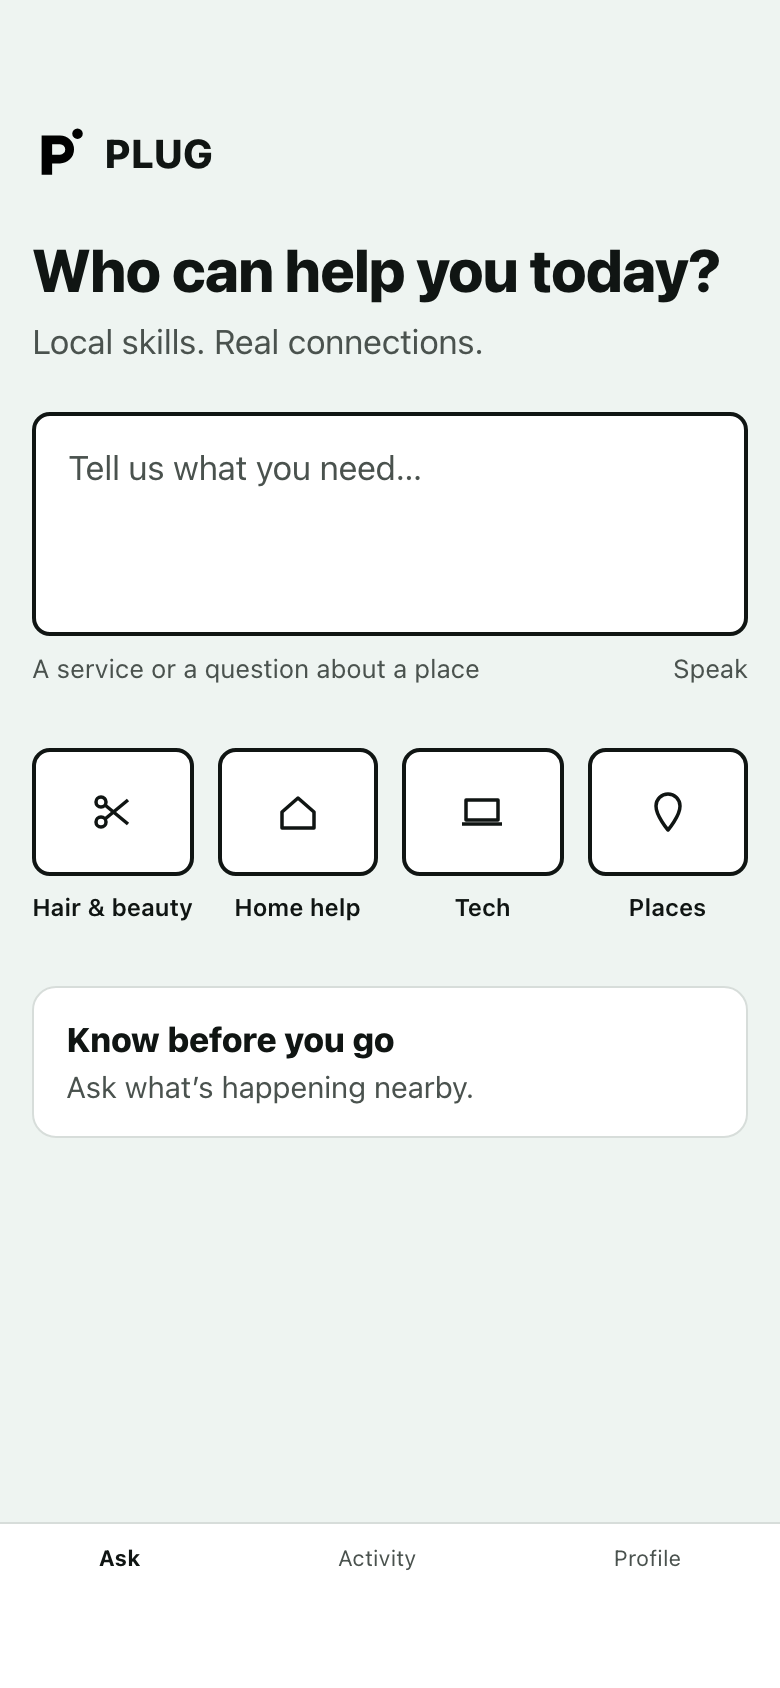 P PLUG
Who can help you today?
Local skills. Real connections.
Tell us what you need...
A service or a question about a place Speak
Hair & beauty Home help Tech Places
Know before you go
Ask what’s happening nearby.
Ask Activity Profile